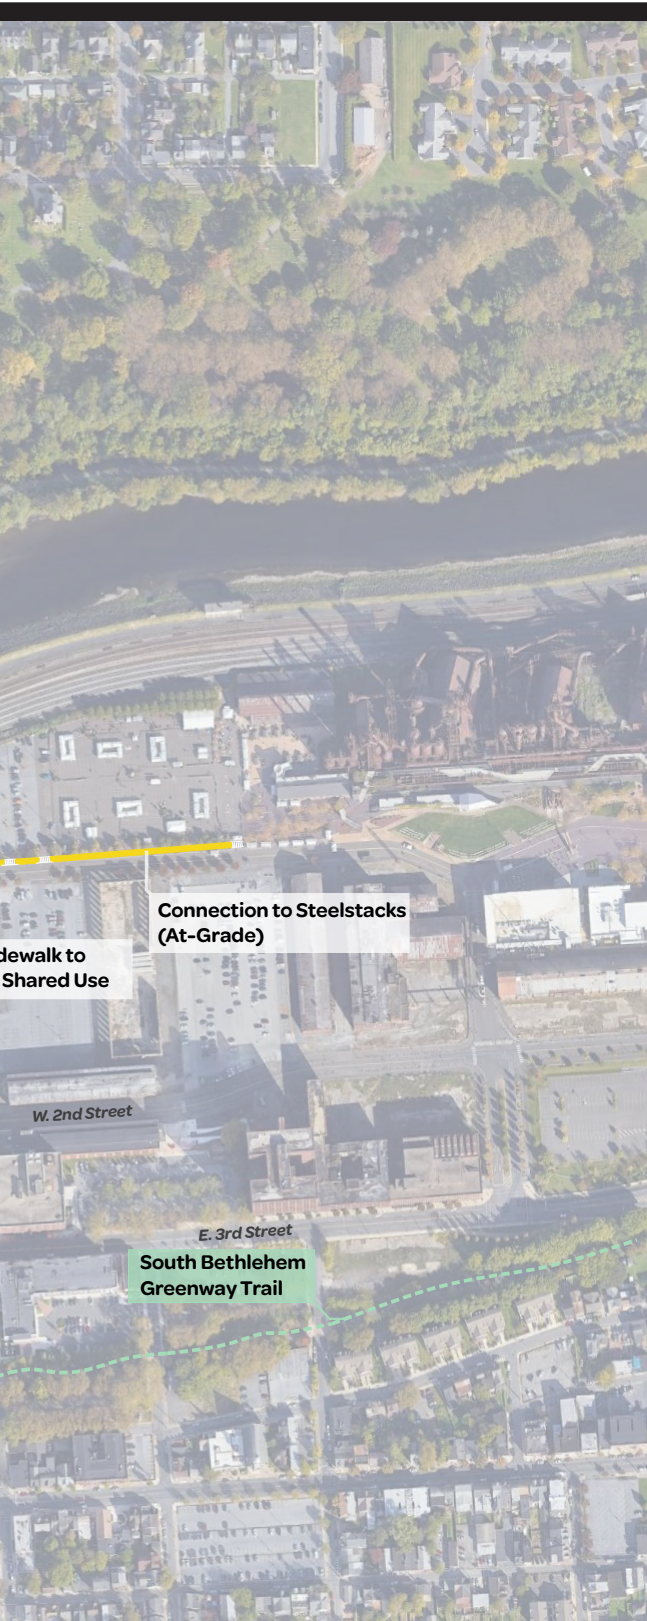 Connection to Steelstacks
(At-Grade)
dewalk to
Shared Use
W. 2nd Street
E. 3rd Street
South Bethlehem
Greenway Trail